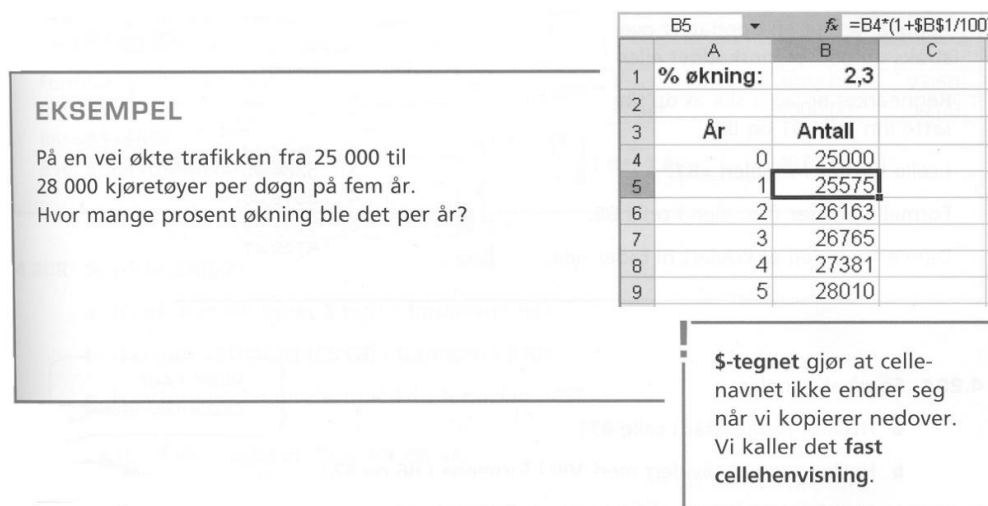 EKSEMPEL
På en vei økte trafikken fra 25 000 til
28 000 kjøretøyer per døgn på fem år.
Hvor mange prosent økning ble det per år?
B5 fx =B4*(1+$B$1/100)
A B C
1 % økning: 2,3
2
3 År Antall
4 0 25000
5 1 25575
6 2 26163
7 3 26765
8 4 27381
9 5 28010
$-tegnet gjør at celle-
navnet ikke endrer seg
når vi kopierer nedover.
Vi kaller det fast
cellehenvisning.